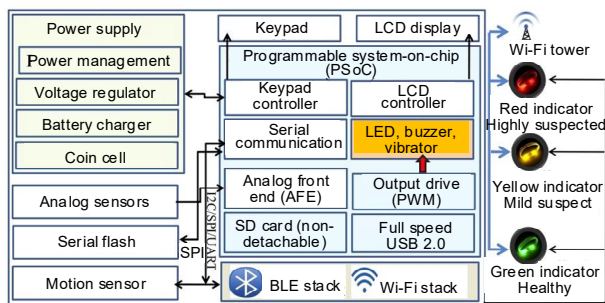 Power supply
Power management
Voltage regulator
Battery charger
Coin cell
Analog sensors
Serial flash
Motion sensor
SPI
I2C/SPI/UART
Keypad
LCD display
Programmable system-on-chip
(PSoC)
Keypad
controller
LCD
controller
Serial
communication
LED, buzzer,
vibrator
Analog front
end (AFE)
Output drive
(PWM)
SD card (non-
detachable)
Full speed
USB 2.0
BLE stack
Wi-Fi stack
Wi-Fi tower
Red indicator
Highly suspected
Yellow indicator
Mild suspect
Green indicator
Healthy